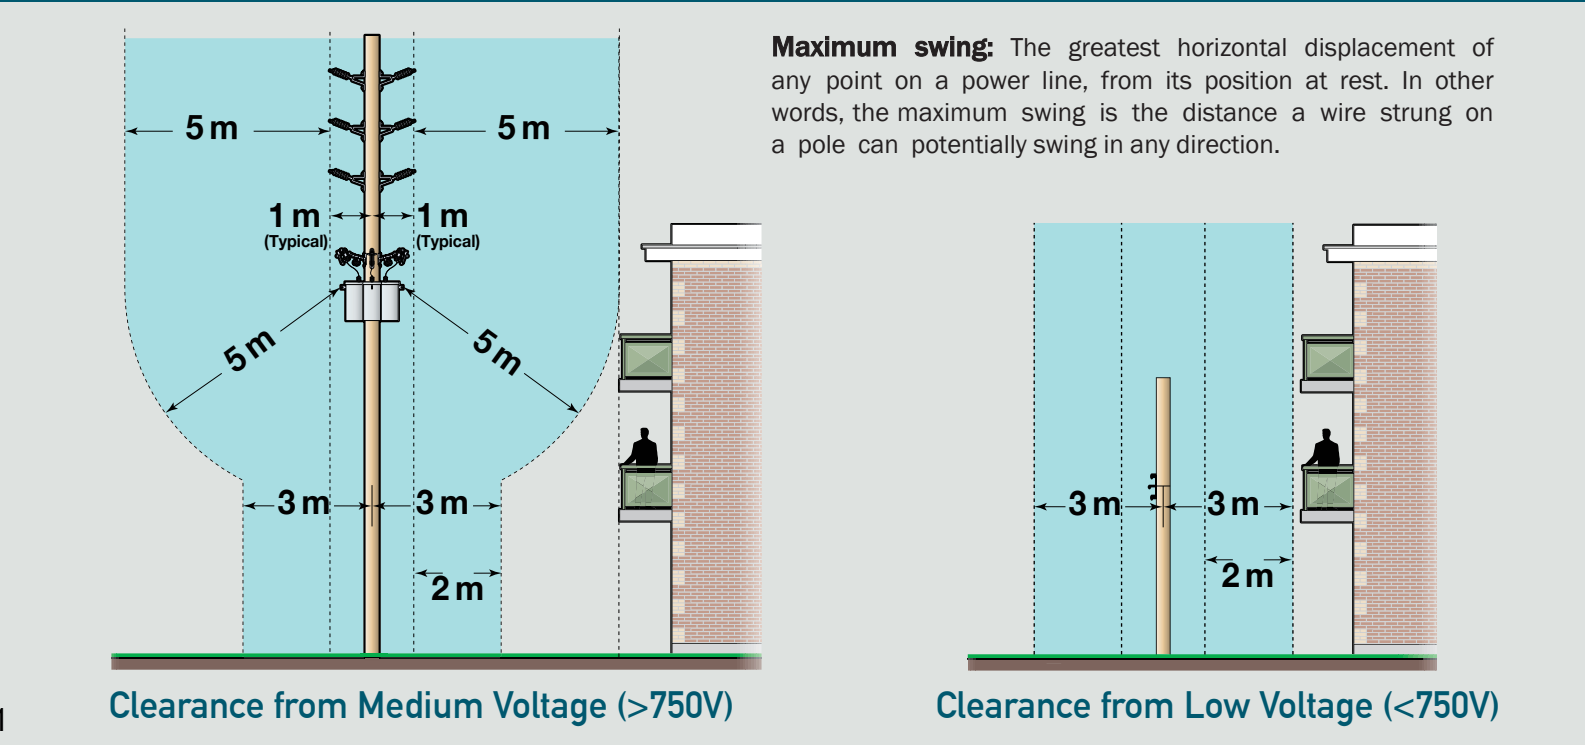 Maximum swing: The greatest horizontal displacement of
any point on a power line, from its position at rest. In other
words, the maximum swing is the distance a wire strung on
a pole can potentially swing in any direction.
5 m
5 m
1 m
(Typical)
1 m
(Typical)
5 m
5 m
3 m
3 m
2 m
Clearance from Medium Voltage (>750V)
3 m
3 m
2 m
Clearance from Low Voltage (<750V)